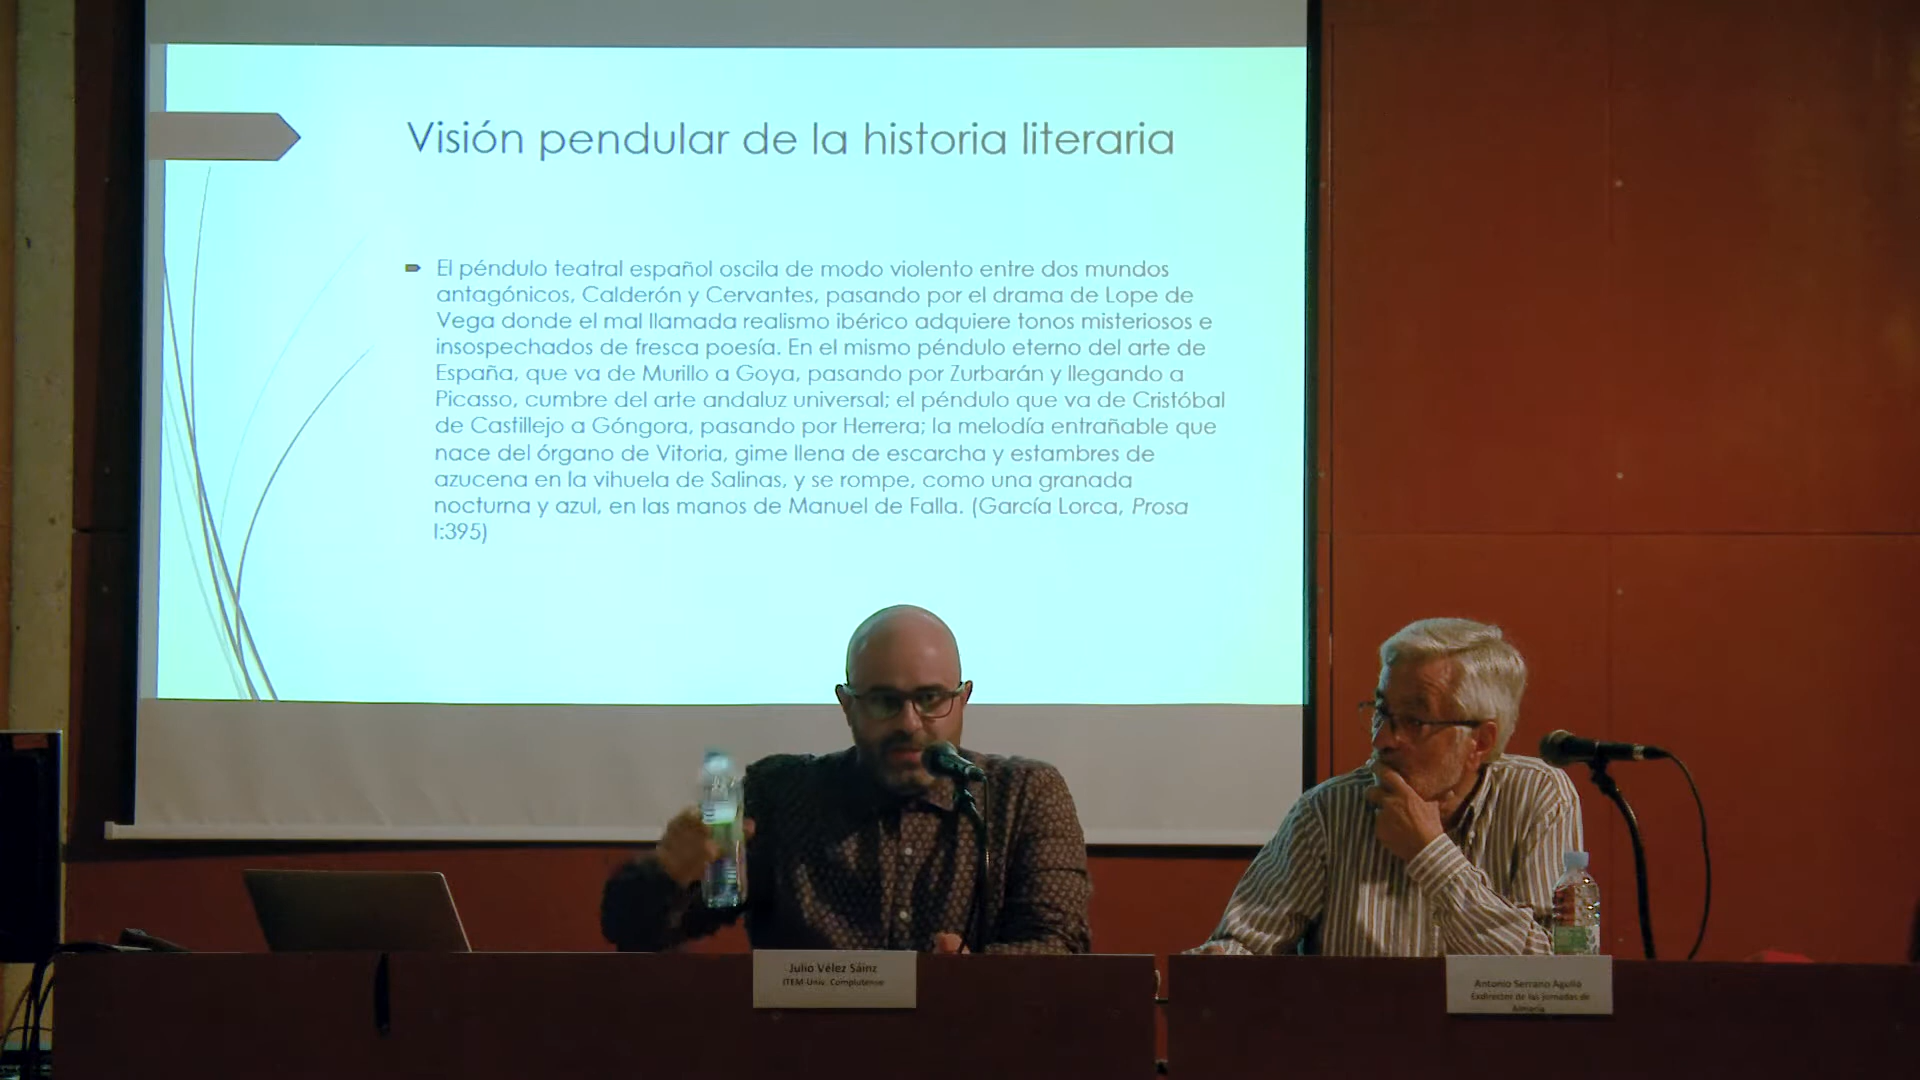 Visión pendular de la historia literaria
El péndulo teatral español oscila de modo violento entre dos mundos
antagónicos, Calderón y Cervantes, pasando por el drama de Lope de
Vega donde el mal llamada realismo ibérico adquiere tonos misteriosos e
insospechados de fresca poesía. En el mismo péndulo eterno del arte de
España, que va de Murillo a Goya, pasando por Zurbarán y llegando a
Picasso, cumbre del arte andaluz universal; el péndulo que va de Cristóbal
de Castillejo a Góngora, pasando por Herrera; la melodía entrañable que
nace del órgano de Vitoria, gime llena de escarcha y estambres de
azucena en la vihuela de Salinas, y se rompe, como una granada
nocturna y azul, en las manos de Manuel de Falla. (García Lorca, Prosa
I:395)
Julio Vélez Sáinz
ITEM-Univ. Complutense
Antonio Serrano Agulló
Exdirector de las jornadas de
Almería